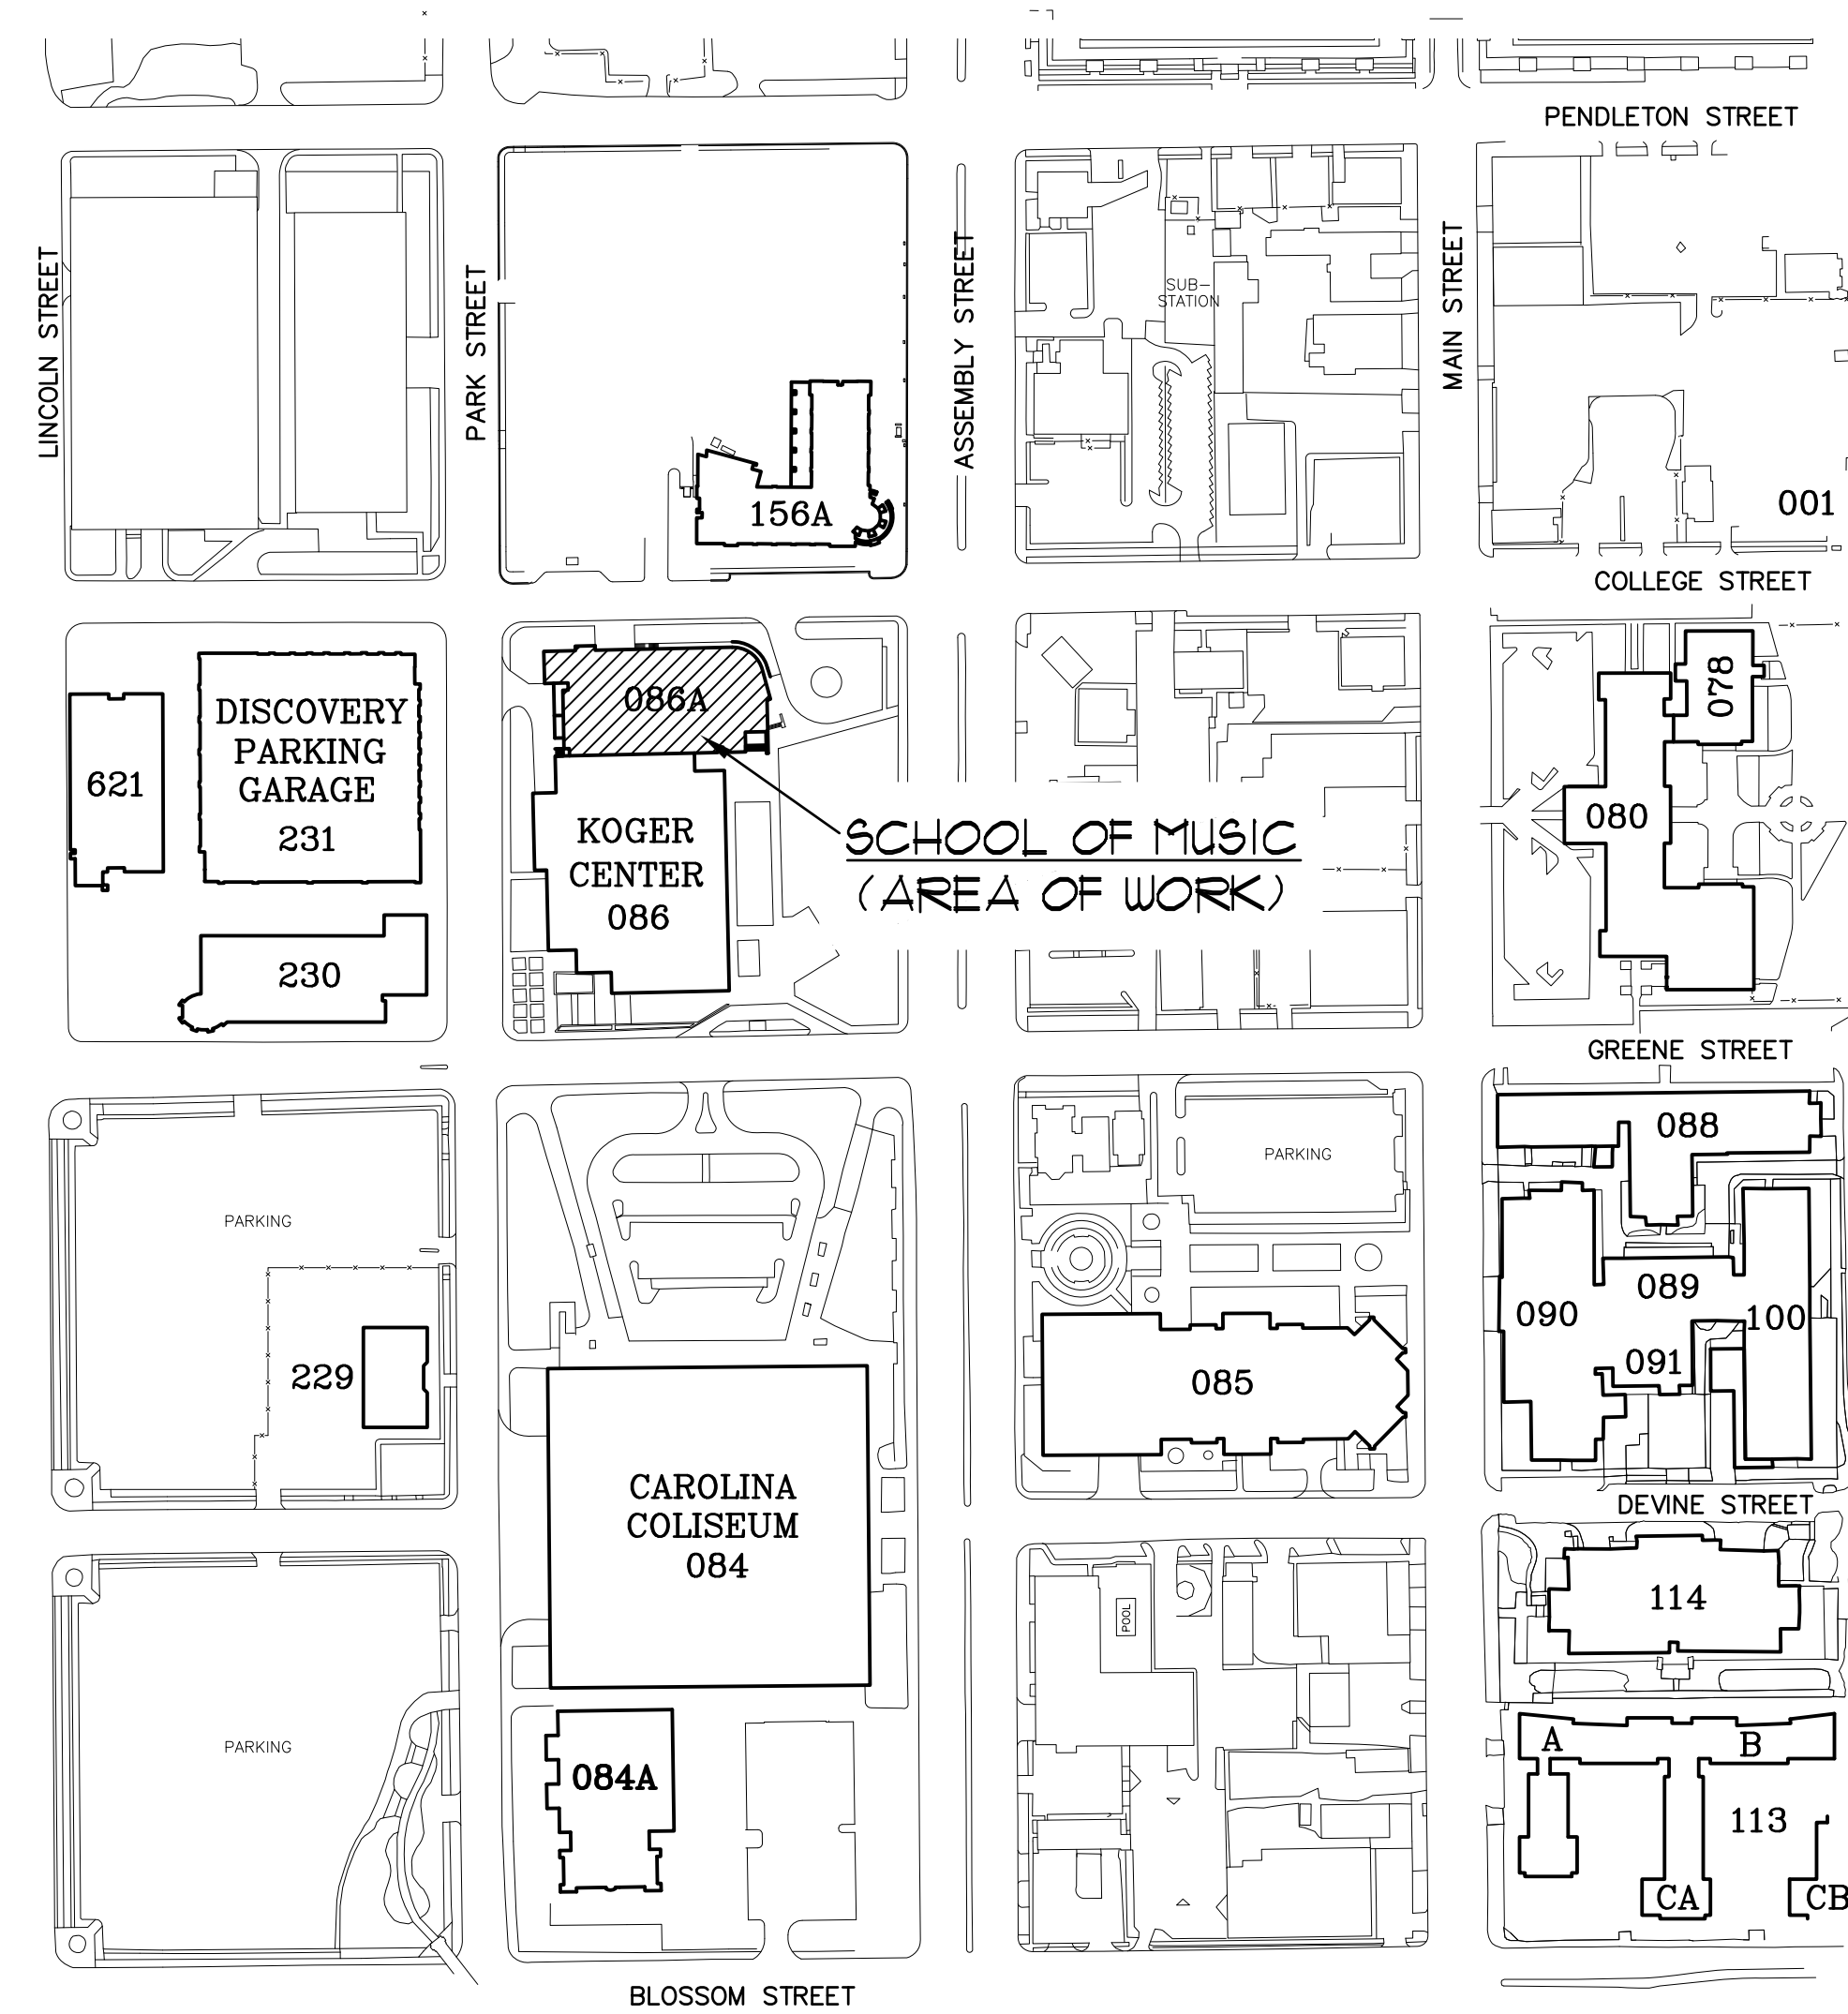 PENDLETON STREET
LINCOLN STREET
PARK STREET
ASSEMBLY STREET
MAIN STREET
SUB-
STATION
156A
001
COLLEGE STREET
086A
078
DISCOVERY
PARKING
GARAGE
231
621
KOGER
CENTER
086
SCHOOL OF MUSIC
(AREA OF WORK)
080
230
GREENE STREET
088
PARKING
PARKING
089
090
100
091
229
085
CAROLINA
COLISEUM
084
DEVINE STREET
114
POOL
PARKING
A
B
084A
113
CA
CB
BLOSSOM STREET